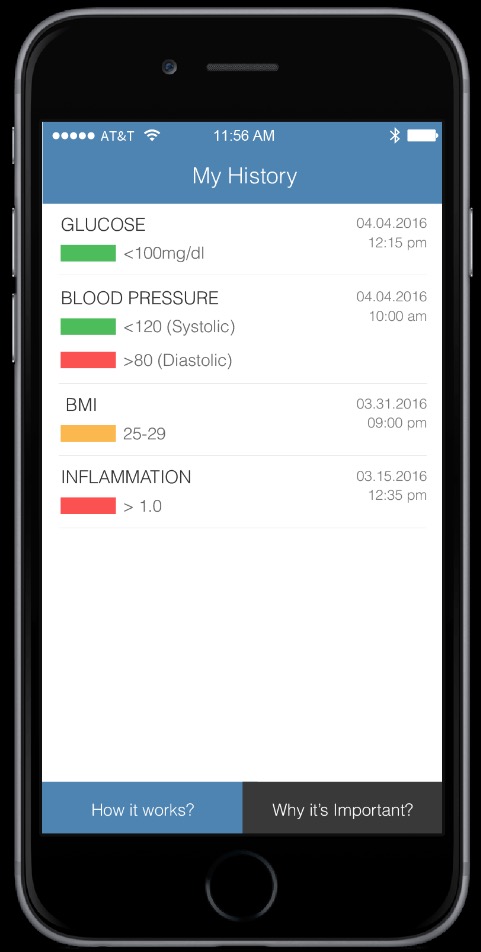 AT&T 11:56 AM
My History
GLUCOSE 04.04.2016
<100mg/dl 12:15 pm
BLOOD PRESSURE 04.04.2016
<120 (Systolic) 10:00 am
>80 (Diastolic)
BMI 03.31.2016
25-29 09:00 pm
INFLAMMATION 03.15.2016
> 1.0 12:35 pm
How it works? Why it's Important?